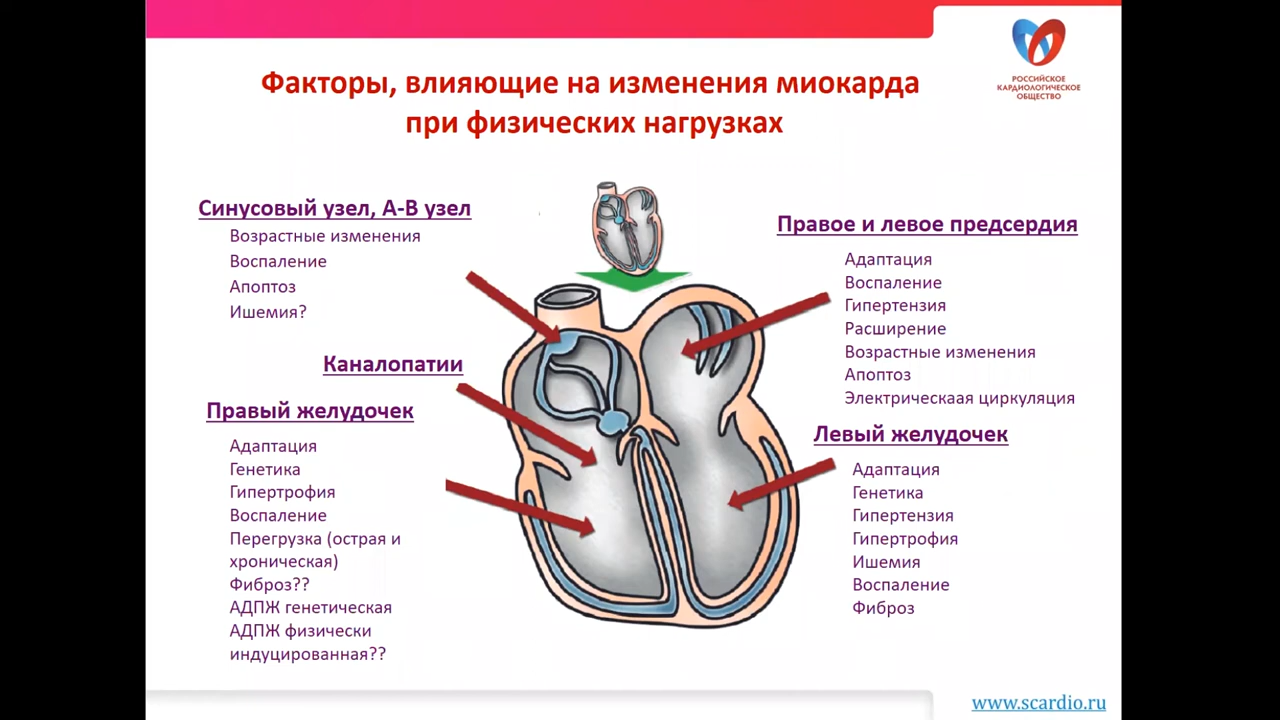 РОССИЙСКОЕ
КАРДИОЛОГИЧЕСКОЕ
ОБЩЕСТВО
Факторы, влияющие на изменения миокарда
при физических нагрузках
Синусовый узел, А-В узел
Возрастные изменения
Воспаление
Апоптоз
Ишемия?
Каналопатии
Правый желудочек
Адаптация
Генетика
Гипертрофия
Воспаление
Перегрузка (острая и
хроническая)
Фиброз??
АДПЖ генетическая
АДПЖ физически
индуцированная??
Правое и левое предсердия
Адаптация
Воспаление
Гипертензия
Расширение
Возрастные изменения
Апоптоз
Электрическаая циркуляция
Левый желудочек
Адаптация
Генетика
Гипертензия
Гипертрофия
Ишемия
Воспаление
Фиброз
www.scardio.ru